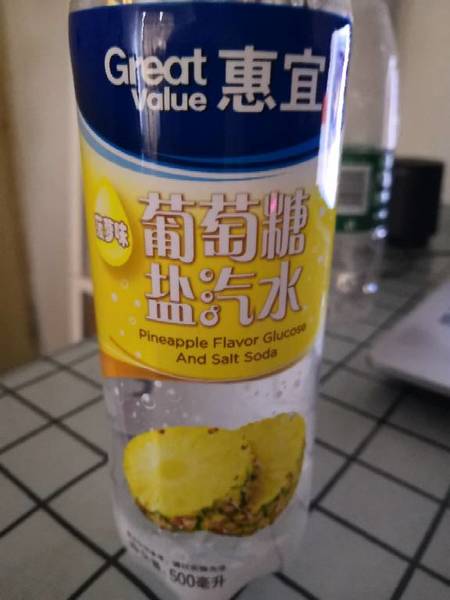 Great
Value
惠宜
菠萝味
葡萄糖
盐汽水
Pineapple Flavor Glucose
And Salt Soda
500毫升